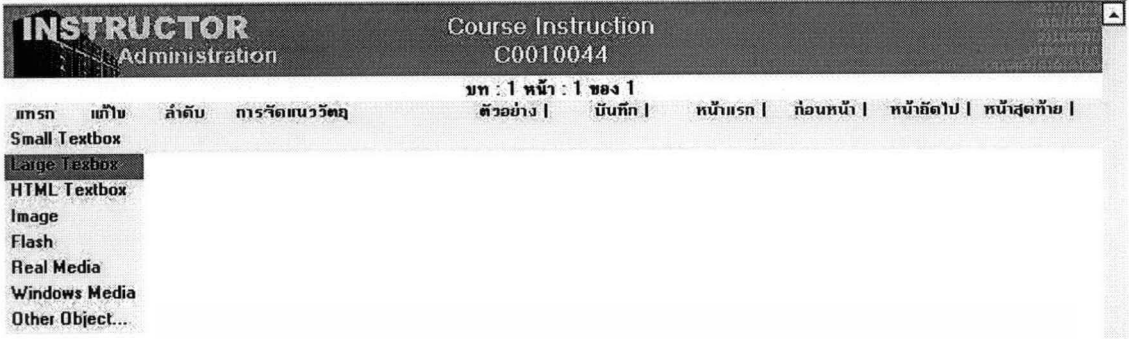 INSTRUCTOR
Administration
Course Instruction
C0010044
บท : 1 หน้า : 1 ของ 1
แทรก แก้ไข ลำดับ การจัดแนววัตถุ ตัวอย่าง | บันทึก | หน้าแรก | ก่อนหน้า | หน้าถัดไป | หน้าสุดท้าย |
Small Textbox
Large Texbox
HTML Textbox
Image
Flash
Real Media
Windows Media
Other Object...